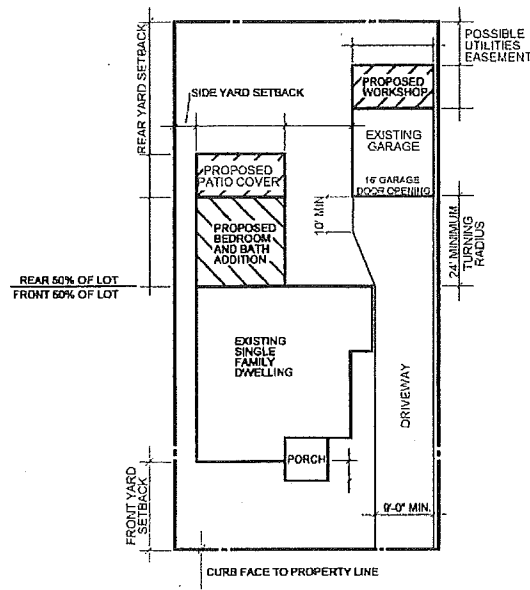 REAR YARD SETBACK
POSSIBLE
UTILITIES
EASEMENT
SIDE YARD SETBACK
PROPOSED
WORKSHOP
EXISTING
GARAGE
16' GARAGE
DOOR OPENING
PROPOSED
PATIO COVER
10' MIN
24' MINIMUM
TURNING
RADIUS
PROPOSED
BEDROOM
AND BATH
ADDITION
REAR 50% OF LOT
FRONT 50% OF LOT
EXISTING
SINGLE
FAMILY
DWELLING
DRIVEWAY
PORCH
FRONT YARD
SETBACK
9'-0" MIN.
CURB FACE TO PROPERTY LINE